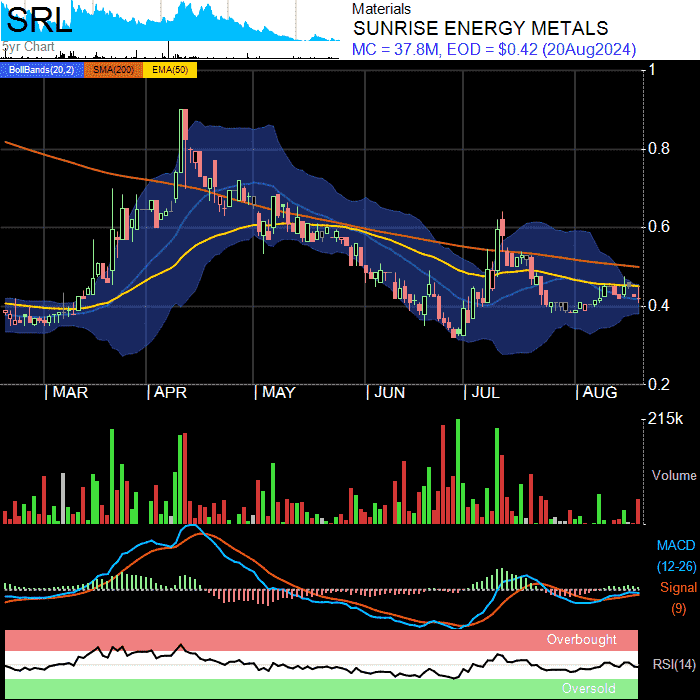 SRL
5yr Chart
Materials
SUNRISE ENERGY METALS
MC = 37.8M, EOD = $0.42 (20Aug2024)
BollBands(20,2) SMA(200) EMA(50)
1
0.8
0.6
0.4
0.2
MAR APR MAY JUN JUL AUG
215k
Volume
MACD
(12-26)
Signal
(9)
Overbought
RSI(14)
Oversold